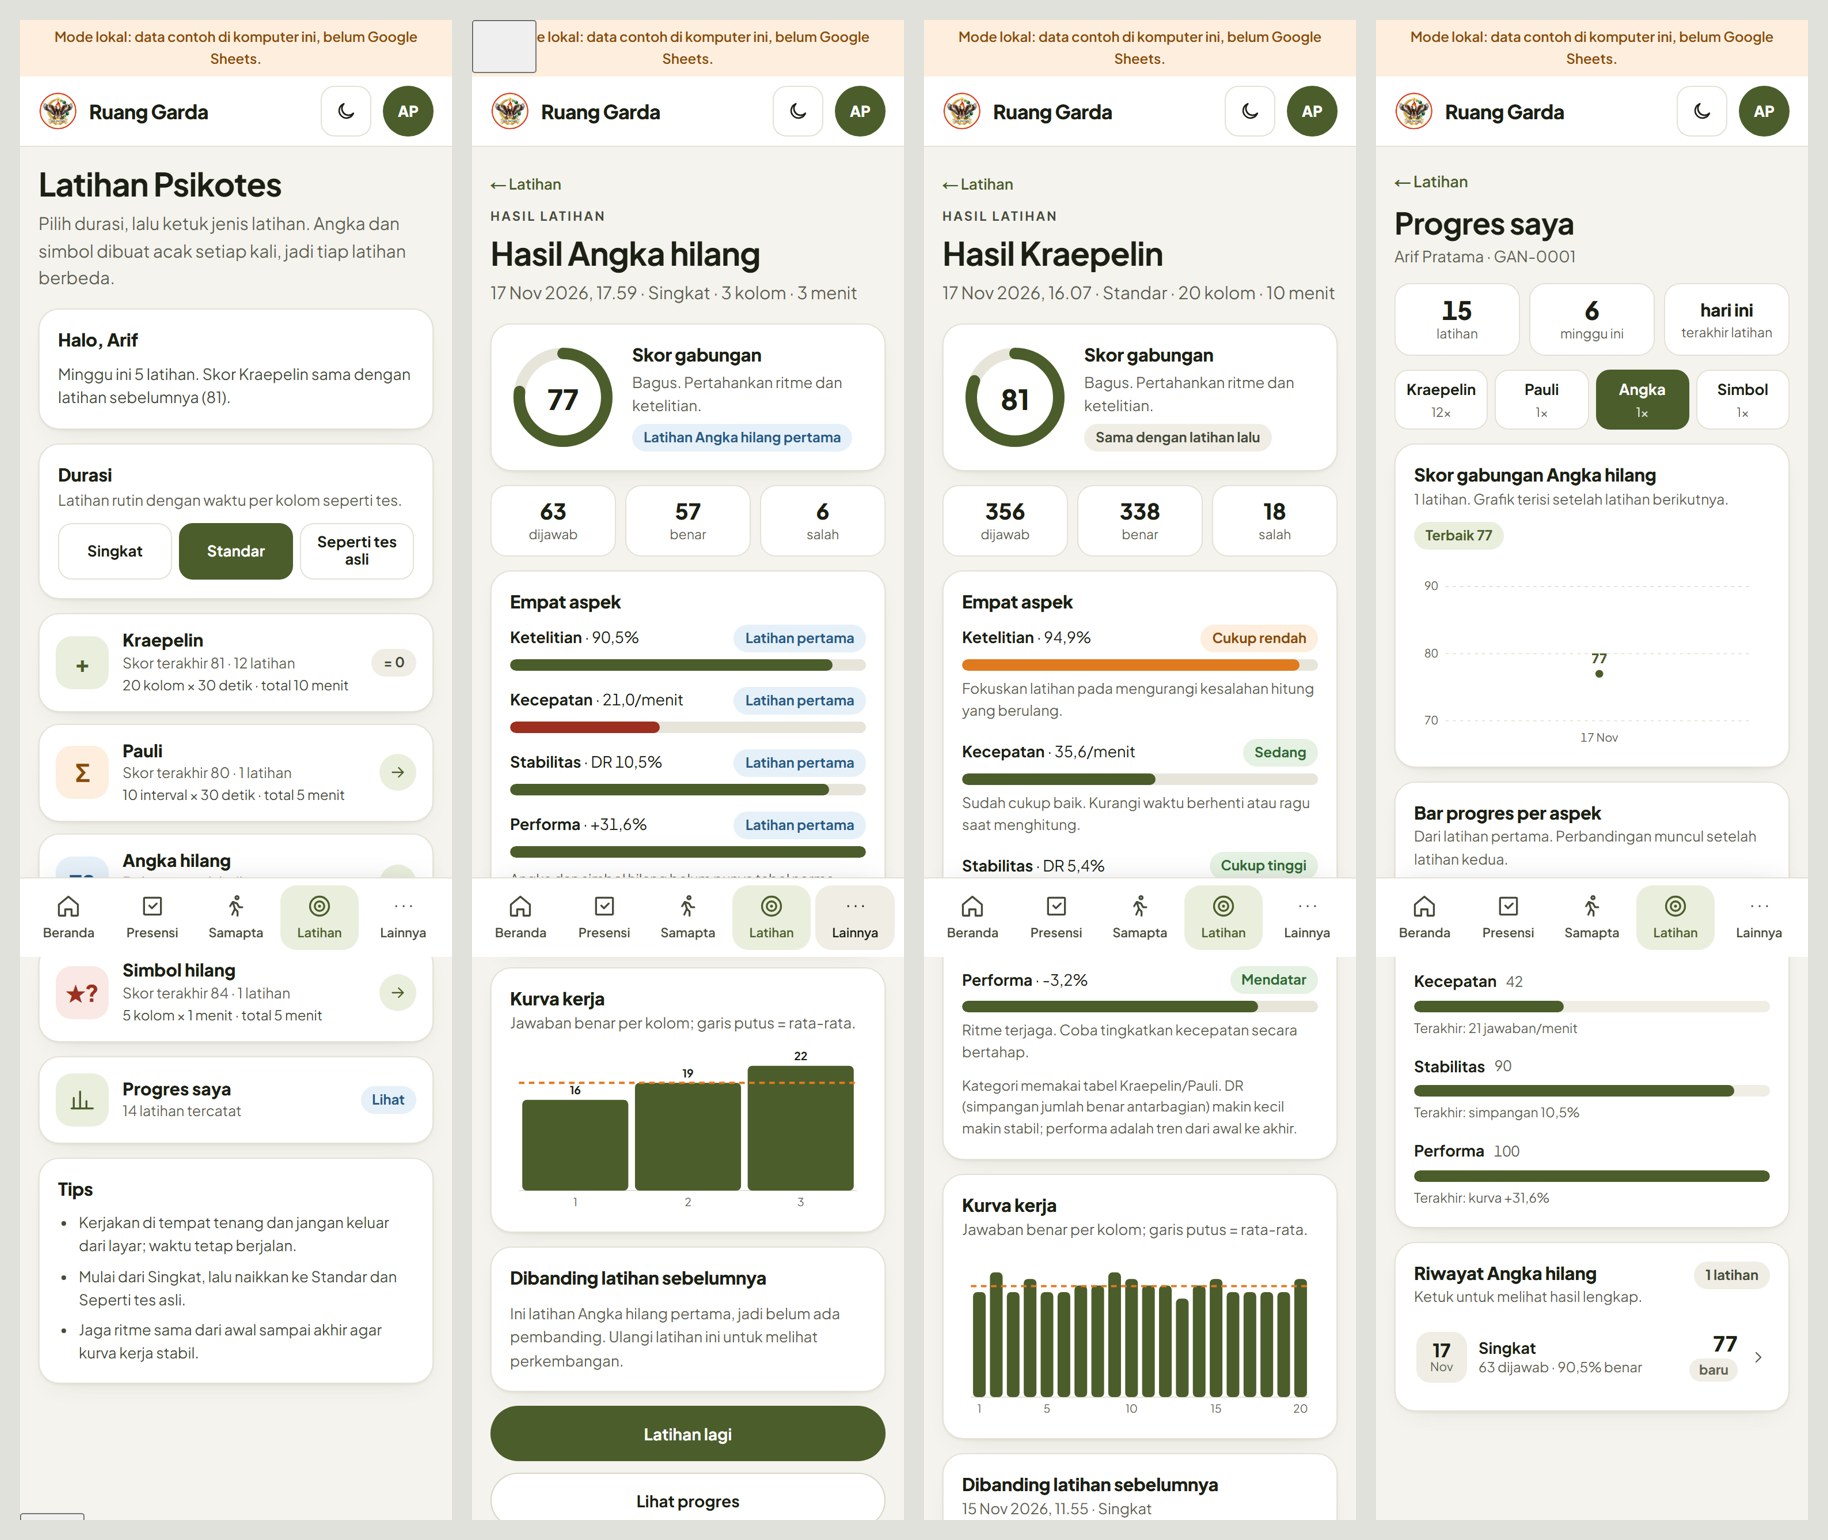 Mode lokal: data contoh di komputer ini, belum Google
Sheets.
Ruang Garda
AP
Latihan Psikotes
Pilih durasi, lalu ketuk jenis latihan. Angka dan
simbol dibuat acak setiap kali, jadi tiap latihan
berbeda.
Halo, Arif
Minggu ini 5 latihan. Skor Kraepelin sama dengan
latihan sebelumnya (81).
Durasi
Latihan rutin dengan waktu per kolom seperti tes.
Singkat
Standar
Seperti tes
asli
+
Kraepelin
Skor terakhir 81 · 12 latihan
20 kolom × 30 detik · total 10 menit
= 0
Σ
Pauli
Skor terakhir 80 · 1 latihan
10 interval × 30 detik · total 5 menit
→
Angka hilang
Beranda
Presensi
Samapta
Latihan
Lainnya
★?
Simbol hilang
Skor terakhir 84 · 1 latihan
5 kolom × 1 menit · total 5 menit
→
Progres saya
14 latihan tercatat
Lihat
Tips
• Kerjakan di tempat tenang dan jangan keluar
dari layar; waktu tetap berjalan.
• Mulai dari Singkat, lalu naikkan ke Standar dan
Seperti tes asli.
• Jaga ritme sama dari awal sampai akhir agar
kurva kerja stabil.
e lokal: data contoh di komputer ini, belum Google
Sheets.
Ruang Garda
AP
← Latihan
HASIL LATIHAN
Hasil Angka hilang
17 Nov 2026, 17.59 · Singkat · 3 kolom · 3 menit
77
Skor gabungan
Bagus. Pertahankan ritme dan
ketelitian.
Latihan Angka hilang pertama
63
dijawab
57
benar
6
salah
Empat aspek
Ketelitian · 90,5%
Latihan pertama
Kecepatan · 21,0/menit
Latihan pertama
Stabilitas · DR 10,5%
Latihan pertama
Performa · +31,6%
Latihan pertama
Beranda
Presensi
Samapta
Latihan
Lainnya
Kurva kerja
Jawaban benar per kolom; garis putus = rata-rata.
16
19
22
1
2
3
Dibanding latihan sebelumnya
Ini latihan Angka hilang pertama, jadi belum ada
pembanding. Ulangi latihan ini untuk melihat
perkembangan.
Latihan lagi
Lihat progres
Mode lokal: data contoh di komputer ini, belum Google
Sheets.
Ruang Garda
AP
← Latihan
HASIL LATIHAN
Hasil Kraepelin
17 Nov 2026, 16.07 · Standar · 20 kolom · 10 menit
81
Skor gabungan
Bagus. Pertahankan ritme dan
ketelitian.
Sama dengan latihan lalu
356
dijawab
338
benar
18
salah
Empat aspek
Ketelitian · 94,9%
Cukup rendah
Fokuskan latihan pada mengurangi kesalahan hitung
yang berulang.
Kecepatan · 35,6/menit
Sedang
Sudah cukup baik. Kurangi waktu berhenti atau ragu
saat menghitung.
Stabilitas · DR 5,4%
Cukup tinggi
Beranda
Presensi
Samapta
Latihan
Lainnya
Performa · -3,2%
Mendatar
Ritme terjaga. Coba tingkatkan kecepatan secara
bertahap.
Kategori memakai tabel Kraepelin/Pauli. DR
(simpangan jumlah benar antarbagian) makin kecil
makin stabil; performa adalah tren dari awal ke akhir.
Kurva kerja
Jawaban benar per kolom; garis putus = rata-rata.
1
5
10
15
20
Dibanding latihan sebelumnya
15 Nov 2026, 11.55 · Singkat
Mode lokal: data contoh di komputer ini, belum Google
Sheets.
Ruang Garda
AP
← Latihan
Progres saya
Arif Pratama · GAN-0001
15
latihan
6
minggu ini
hari ini
terakhir latihan
Kraepelin
12×
Pauli
1×
Angka
1×
Simbol
1×
Skor gabungan Angka hilang
1 latihan. Grafik terisi setelah latihan berikutnya.
Terbaik 77
90
80
70
77
17 Nov
Bar progres per aspek
Dari latihan pertama. Perbandingan muncul setelah
latihan kedua.
Beranda
Presensi
Samapta
Latihan
Lainnya
Kecepatan 42
Terakhir: 21 jawaban/menit
Stabilitas 90
Terakhir: simpangan 10,5%
Performa 100
Terakhir: kurva +31,6%
Riwayat Angka hilang
1 latihan
Ketuk untuk melihat hasil lengkap.
17
Nov
Singkat
63 dijawab · 90,5% benar
77
baru